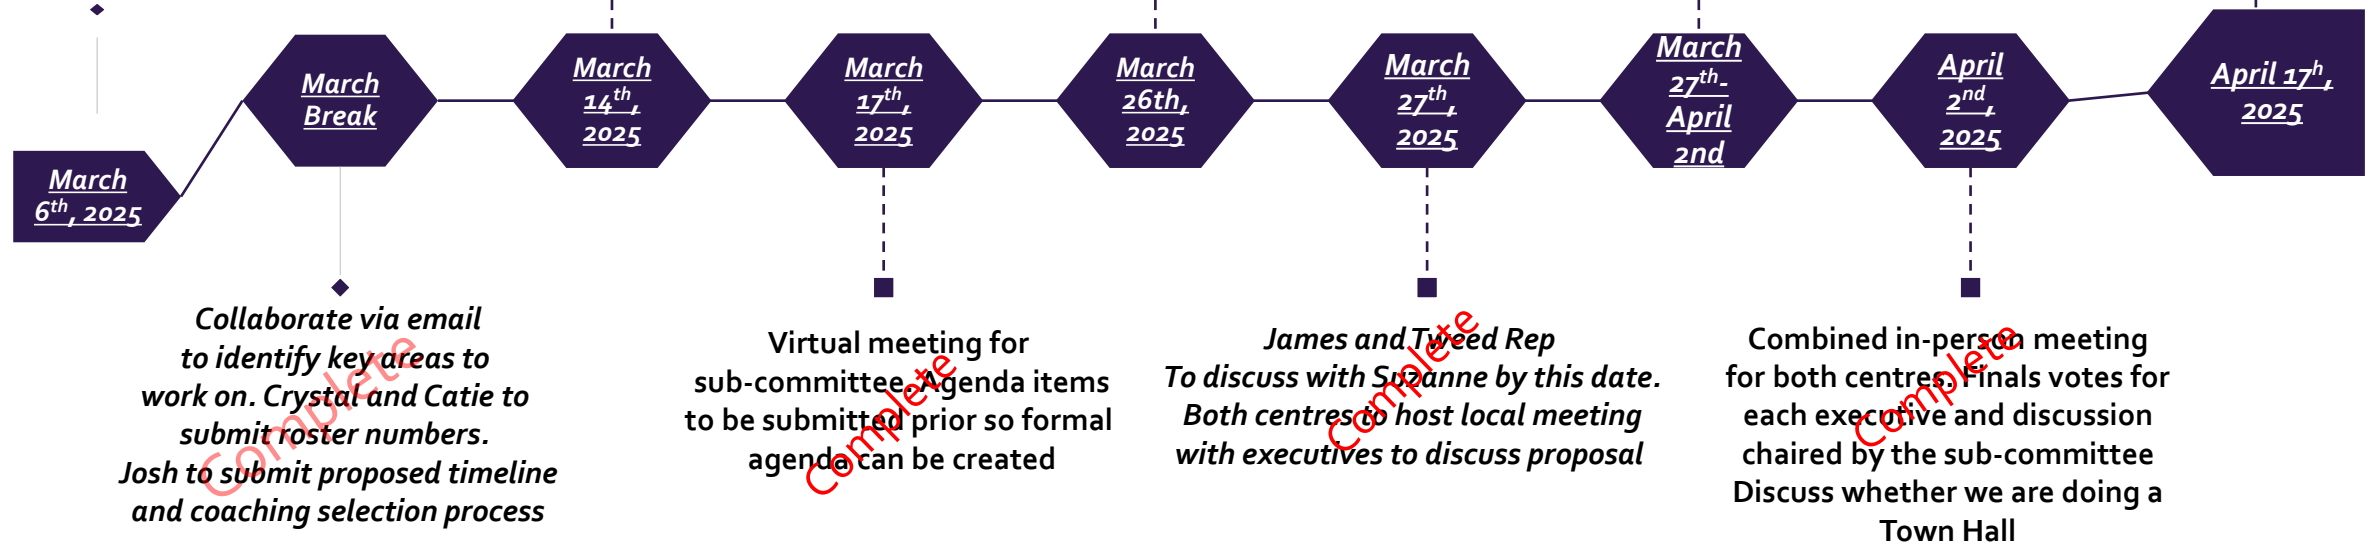 March
6th, 2025
March
Break
March
14th,
2025
March
17th,
2025
March
26th,
2025
March
27th,
2025
March
27th-
April
2nd
April
2nd,
2025
April 17h,
2025
Collaborate via email
to identify key areas to
work on. Crystal and Catie to
submit roster numbers.
Josh to submit proposed timeline
and coaching selection process
Complete
Virtual meeting for
sub-committee. Agenda items
to be submitted prior so formal
agenda can be created
Complete
James and Tweed Rep
To discuss with Suzanne by this date.
Both centres to host local meeting
with executives to discuss proposal
Complete
Combined in-person meeting
for both centres. Finals votes for
each executive and discussion
chaired by the sub-committee
Discuss whether we are doing a
Town Hall
Complete